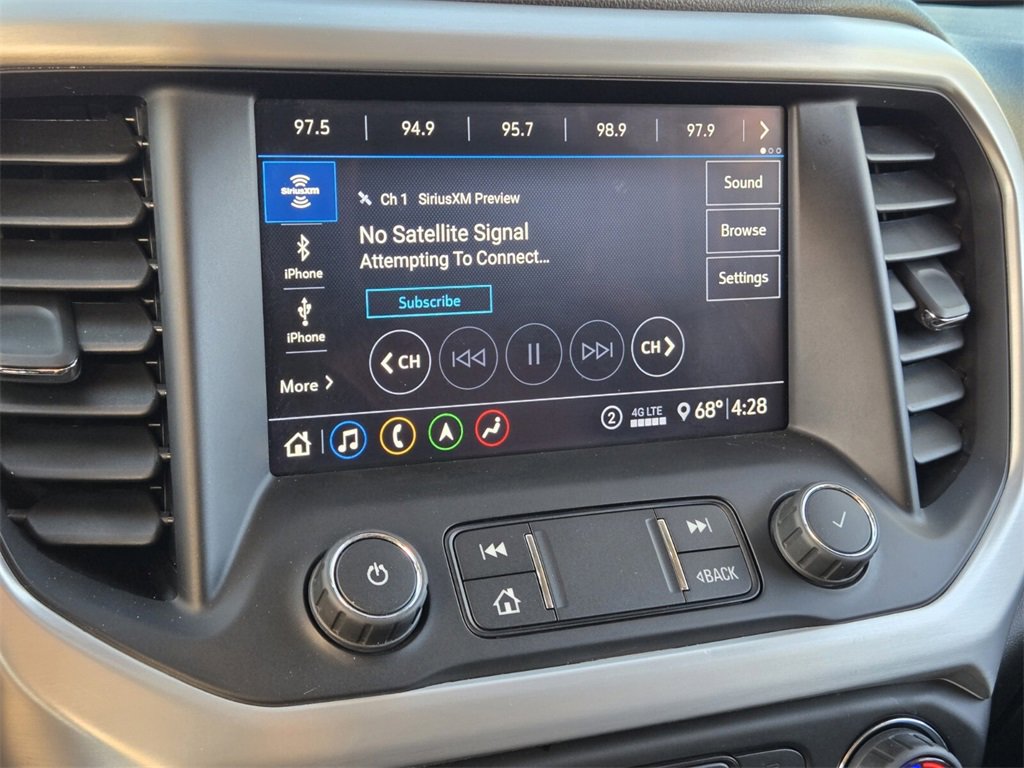 97.5 | 94.9 | 95.7 | 98.9 | 97.9
SiriusXM
Ch 1 SiriusXM Preview
Sound
No Satellite Signal
Browse
Attempting To Connect...
iPhone
Settings
Subscribe
iPhone
CH
CH
More
2 4G LTE 68° 4:28
BACK